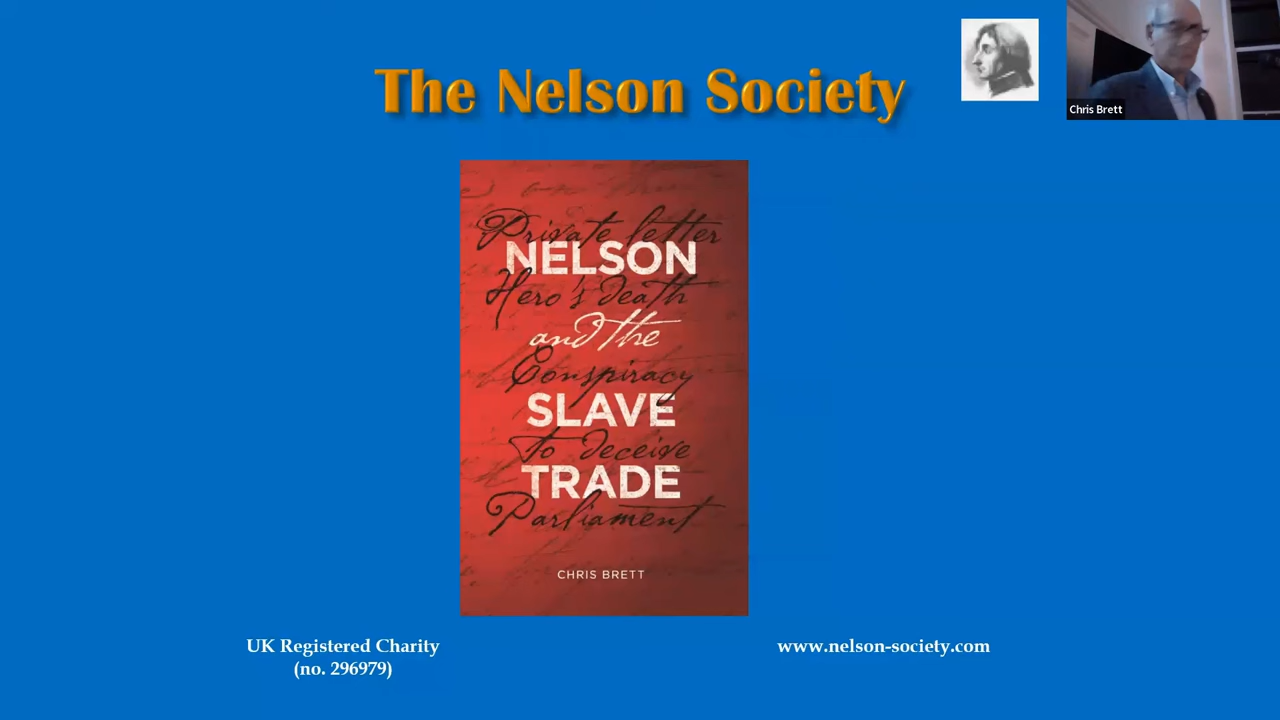 The Nelson Society
Chris Brett
Private letter
NELSON
Hero's death
and the
Conspiracy
SLAVE
to deceive
TRADE
Parliament
CHRIS BRETT
UK Registered Charity
(no. 296979)
www.nelson-society.com